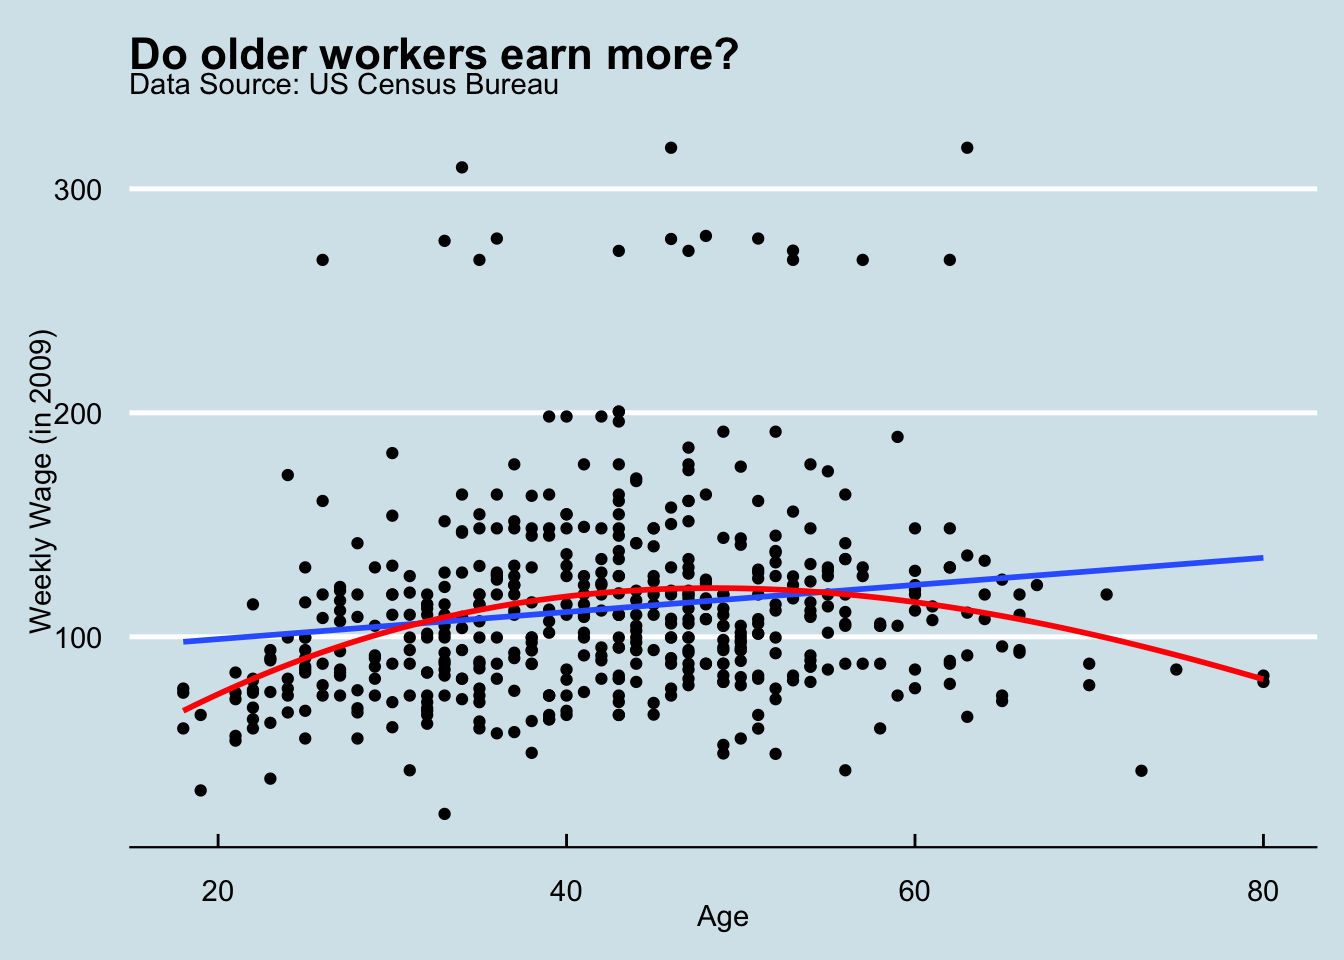 Do older workers earn more?
Data Source: US Census Bureau
300
200
100
Weekly Wage (in 2009)
20 40 60 80
Age